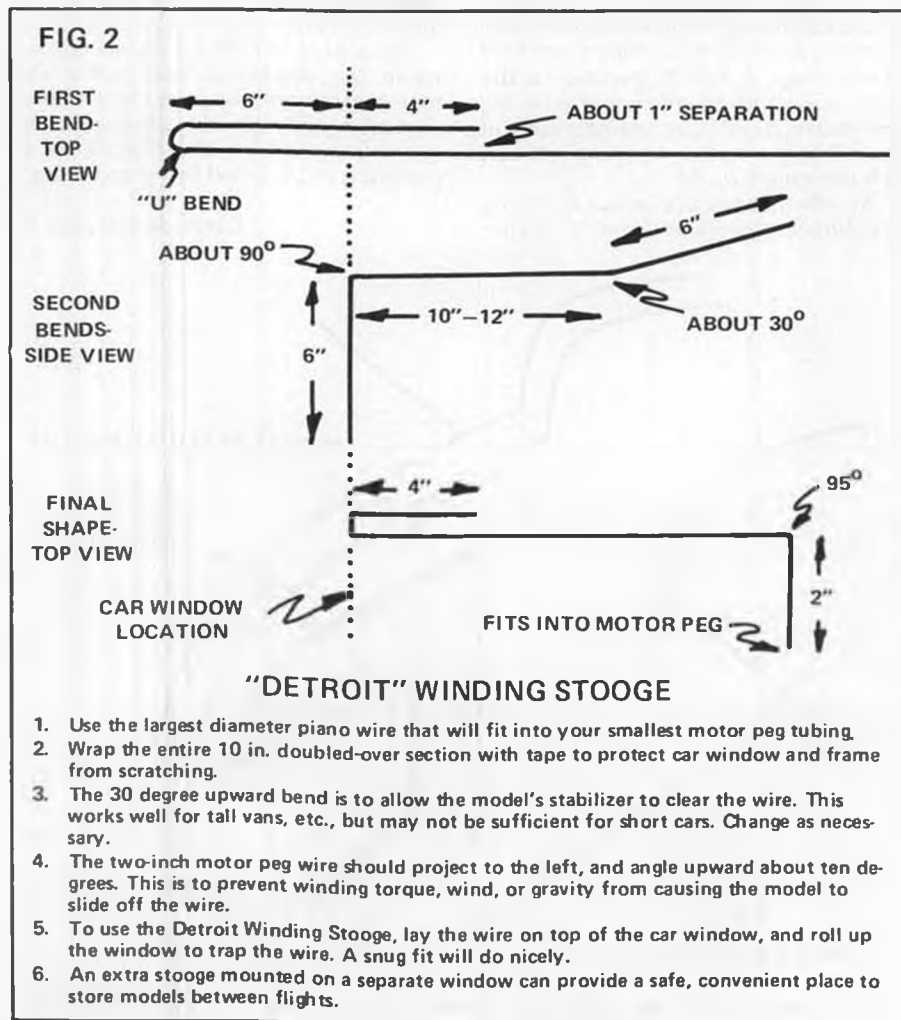 FIG. 2
FIRST
BEND-
TOP
VIEW
6"
4"
ABOUT 1" SEPARATION
"U" BEND
ABOUT 90°
6"
SECOND
BENDS-
SIDE VIEW
6"
10"–12"
ABOUT 30°
FINAL
SHAPE-
TOP VIEW
4"
95°
2"
CAR WINDOW
LOCATION
FITS INTO MOTOR PEG
"DETROIT" WINDING STOOGE
1. Use the largest diameter piano wire that will fit into your smallest motor peg tubing.
2. Wrap the entire 10 in. doubled-over section with tape to protect car window and frame
from scratching.
3. The 30 degree upward bend is to allow the model's stabilizer to clear the wire. This
works well for tall vans, etc., but may not be sufficient for short cars. Change as neces-
sary.
4. The two-inch motor peg wire should project to the left, and angle upward about ten de-
grees. This is to prevent winding torque, wind, or gravity from causing the model to
slide off the wire.
5. To use the Detroit Winding Stooge, lay the wire on top of the car window, and roll up
the window to trap the wire. A snug fit will do nicely.
6. An extra stooge mounted on a separate window can provide a safe, convenient place to
store models between flights.